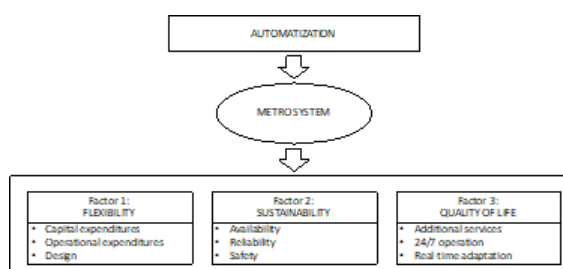 AUTOMATIZATION
METRO SYSTEM
Factor 1:
FLEXIBILITY
• Capital expenditures
• Operational expenditures
• Design
Factor 2:
SUSTAINABILITY
• Availability
• Reliability
• Safety
Factor 3:
QUALITY OF LIFE
• Additional services
• 24/7 operation
• Real time adaptation